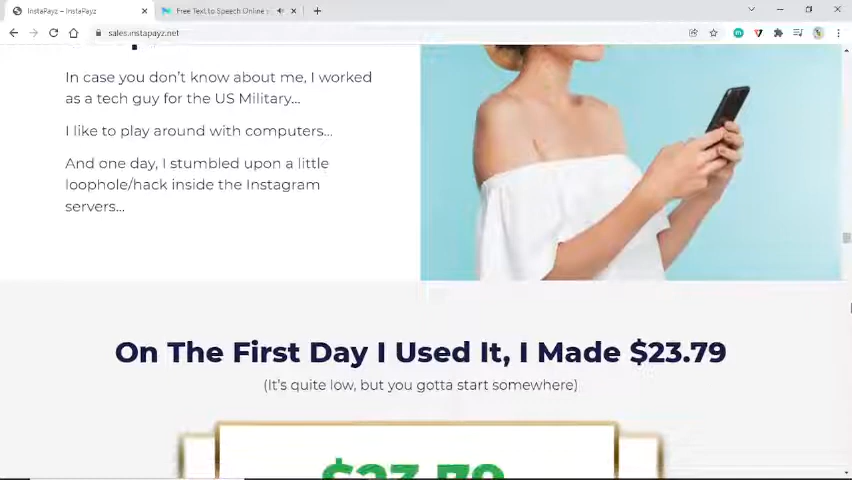 InstaPayz – InstaPayz
Free Text to Speech Online
sales.instapayz.net
In case you don't know about me, I worked
as a tech guy for the US Military...
I like to play around with computers...
And one day, I stumbled upon a little
loophole/hack inside the Instagram
servers...
On The First Day I Used It, I Made $23.79
(It's quite low, but you gotta start somewhere)
$23.79